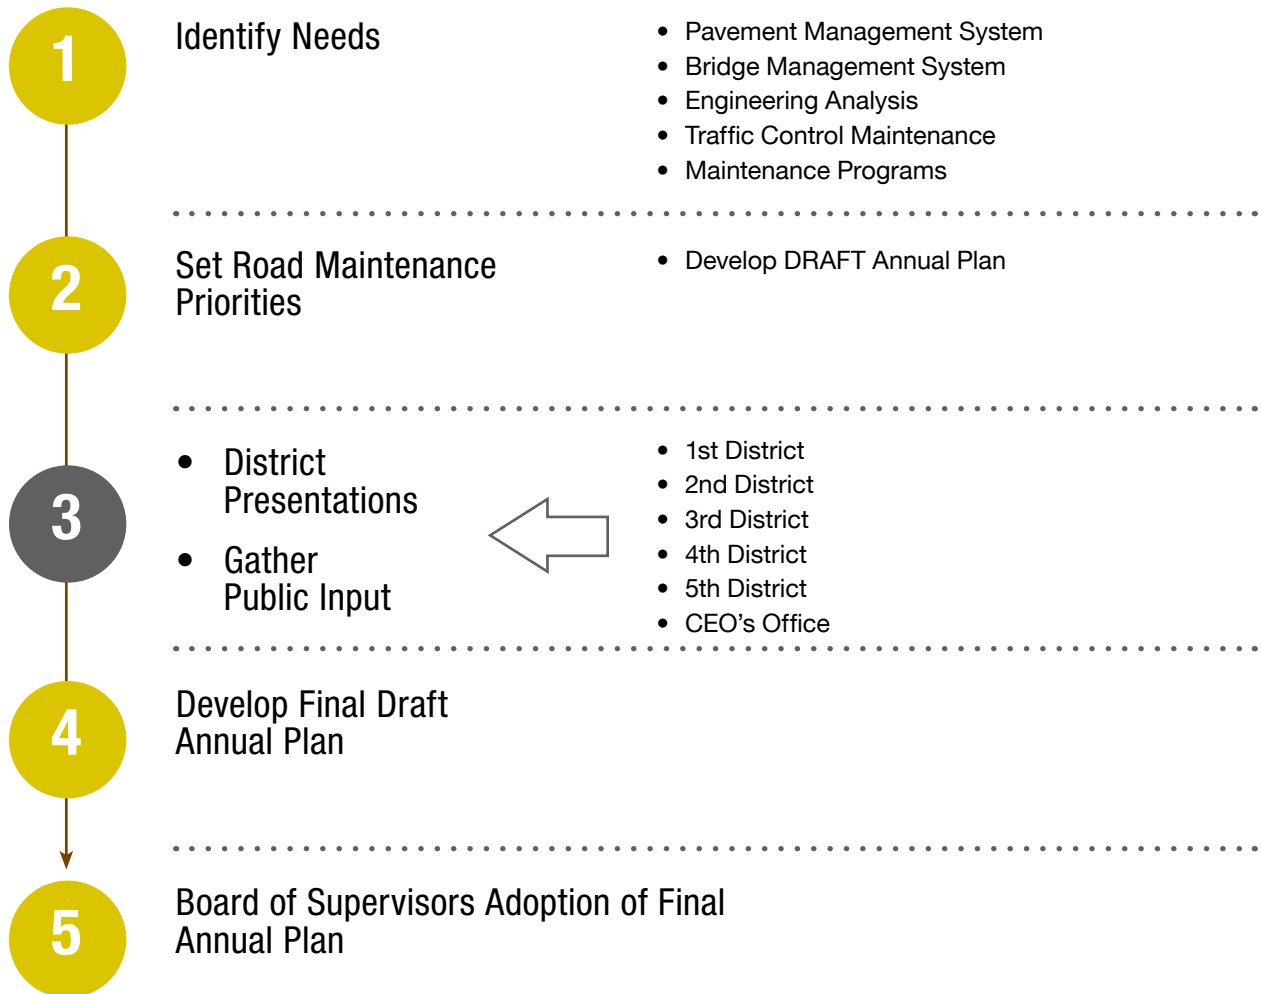 1
Identify Needs
• Pavement Management System
• Bridge Management System
• Engineering Analysis
• Traffic Control Maintenance
• Maintenance Programs
2
Set Road Maintenance
Priorities
• Develop DRAFT Annual Plan
3
• District
Presentations
• Gather
Public Input
• 1st District
• 2nd District
• 3rd District
• 4th District
• 5th District
• CEO’s Office
4
Develop Final Draft
Annual Plan
5
Board of Supervisors Adoption of Final
Annual Plan